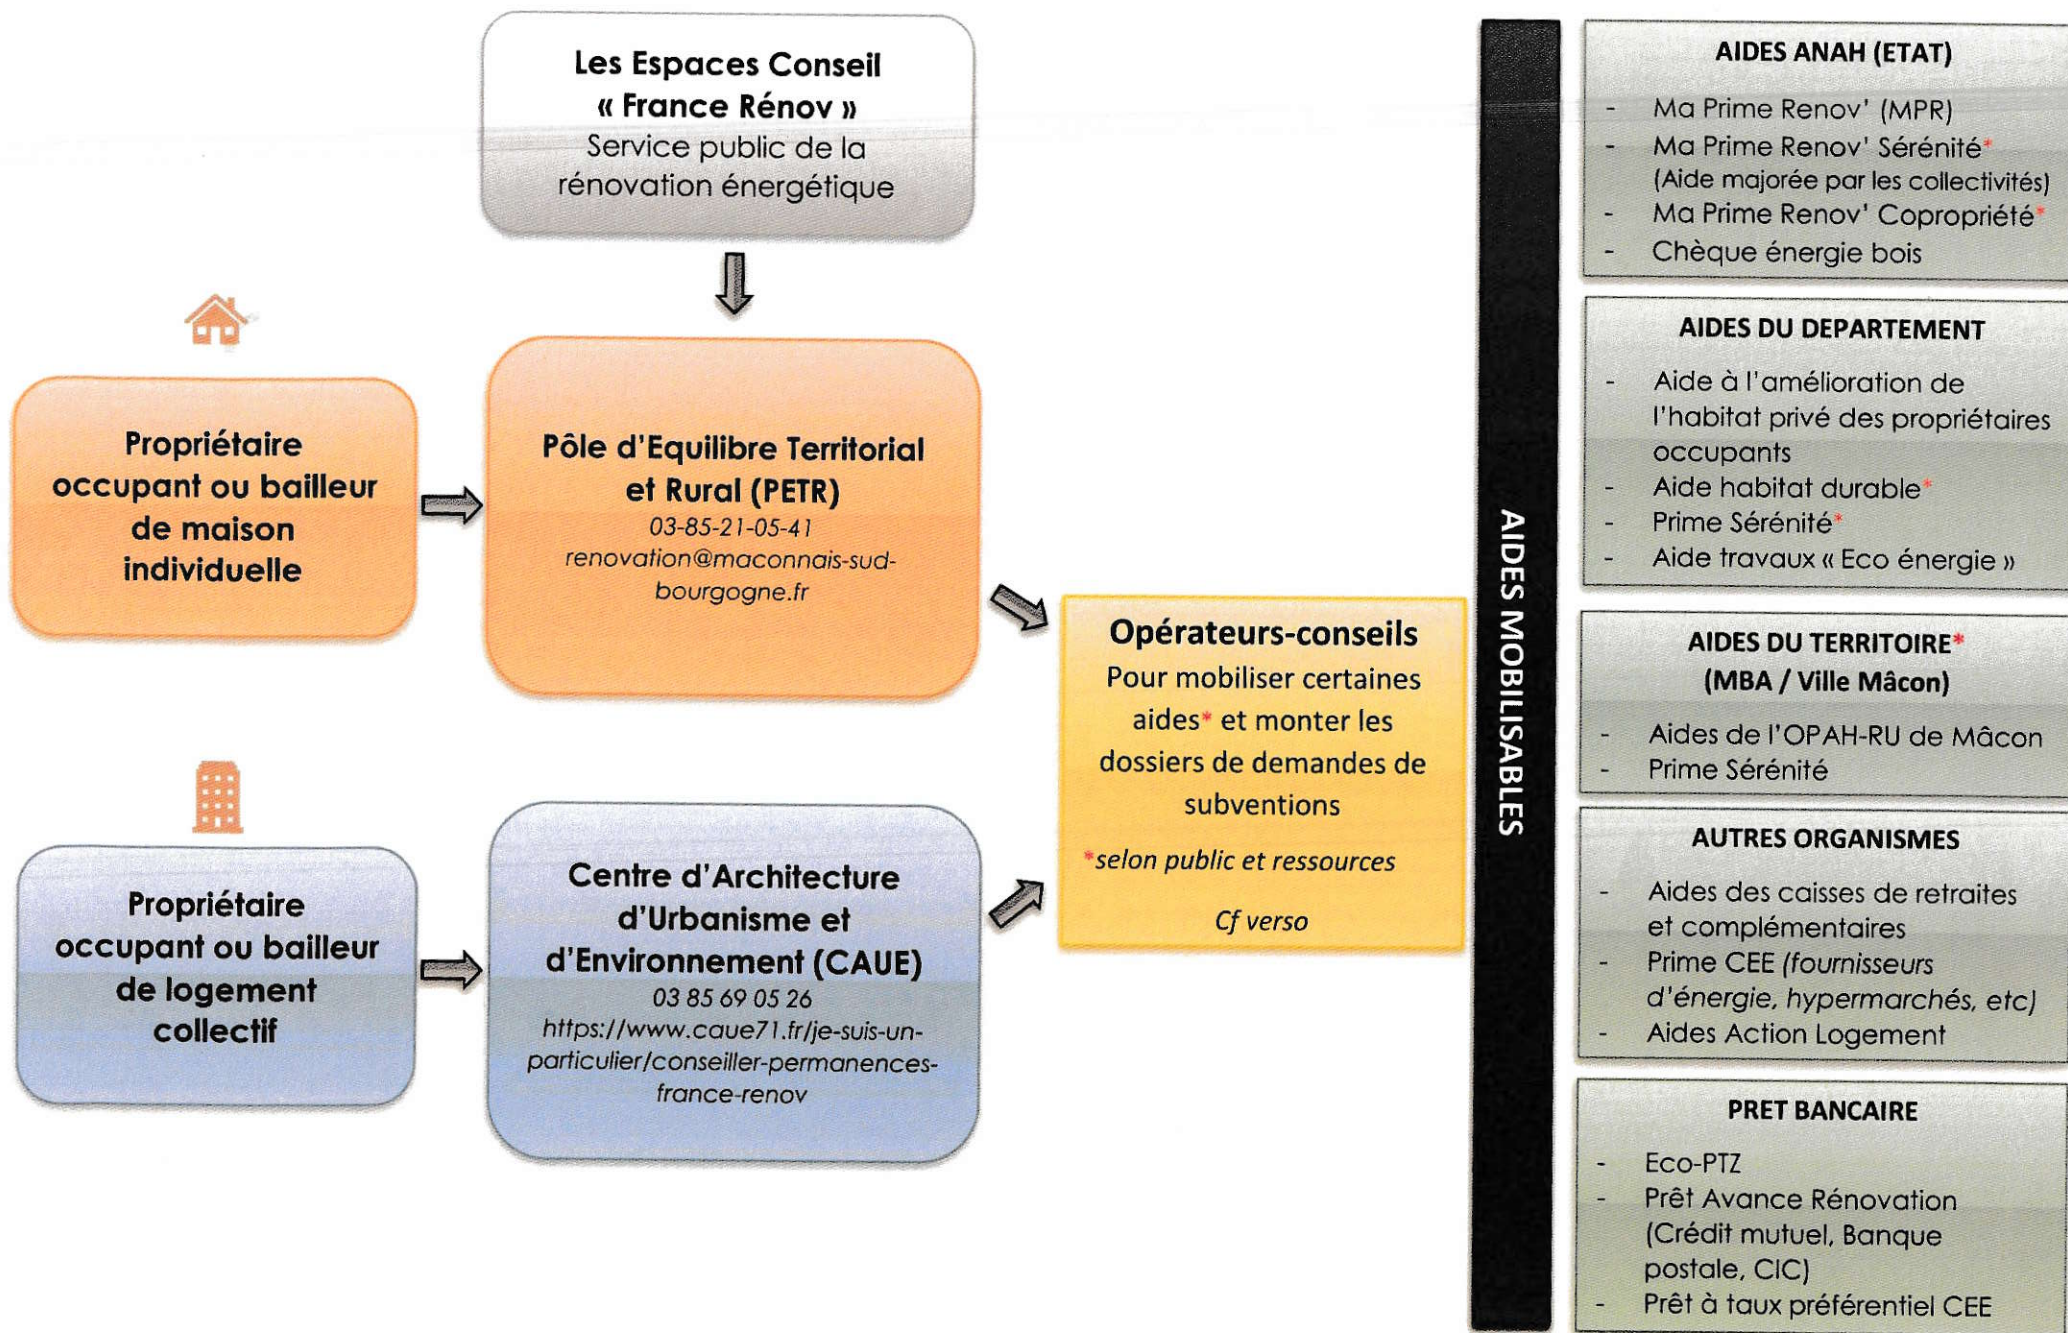 Les Espaces Conseil
« France Rénov »
Service public de la
rénovation énergétique
Propriétaire
occupant ou bailleur
de maison
individuelle
Pôle d'Equilibre Territorial
et Rural (PETR)
03-85-21-05-41
renovation@maconnais-sud-
bourgogne.fr
Propriétaire
occupant ou bailleur
de logement
collectif
Centre d'Architecture
d'Urbanisme et
d'Environnement (CAUE)
03 85 69 05 26
https://www.caue71.fr/je-suis-un-
particulier/conseiller-permanences-
france-renov
Opérateurs-conseils
Pour mobiliser certaines
aides* et monter les
dossiers de demandes de
subventions
*selon public et ressources
Cf verso
AIDES MOBILISABLES
AIDES ANAH (ETAT)
- Ma Prime Renov' (MPR)
- Ma Prime Renov' Sérénité*
(Aide majorée par les collectivités)
- Ma Prime Renov' Copropriété*
- Chèque énergie bois
AIDES DU DEPARTEMENT
- Aide à l'amélioration de
l'habitat privé des propriétaires
occupants
- Aide habitat durable*
- Prime Sérénité*
- Aide travaux « Eco énergie »
AIDES DU TERRITOIRE*
(MBA / Ville Mâcon)
- Aides de l'OPAH-RU de Mâcon
- Prime Sérénité
AUTRES ORGANISMES
- Aides des caisses de retraites
et complémentaires
- Prime CEE (fournisseurs
d'énergie, hypermarchés, etc)
- Aides Action Logement
PRET BANCAIRE
- Eco-PTZ
- Prêt Avance Rénovation
(Crédit mutuel, Banque
postale, CIC)
- Prêt à taux préférentiel CEE